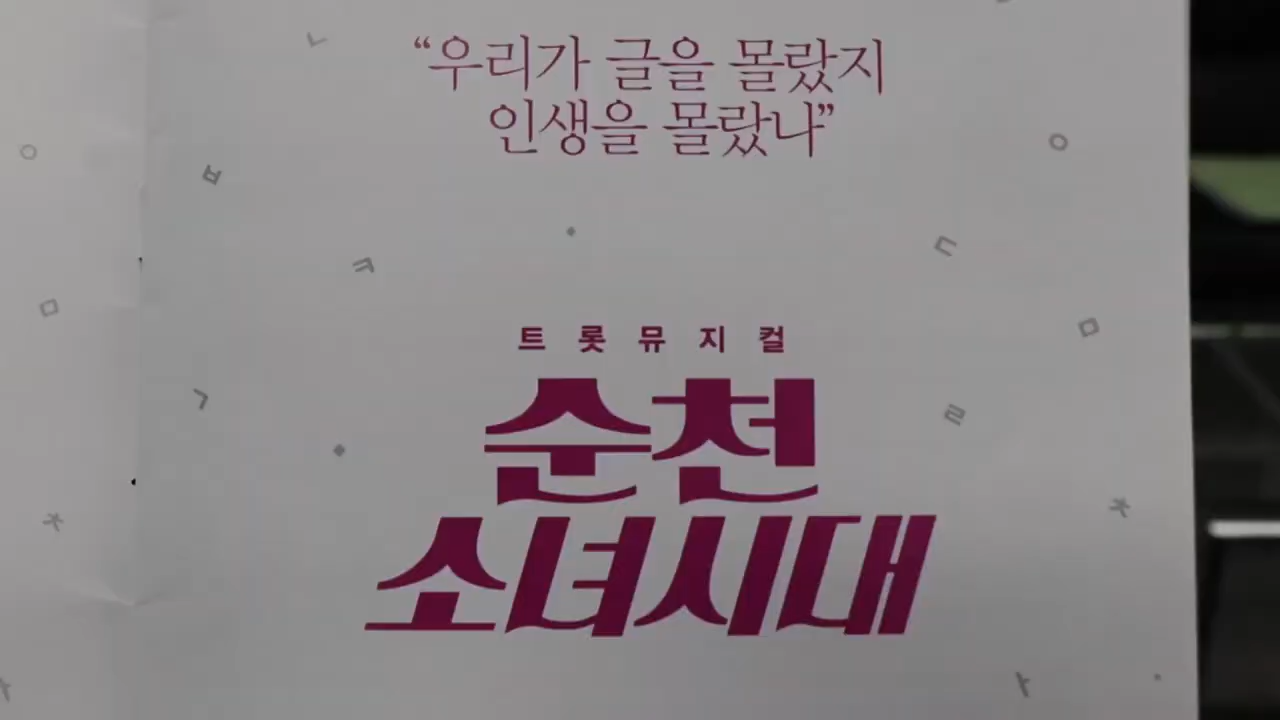 “우리가 글을 몰랐지
인생을 몰랐나”
트롯뮤지컬
순천
소녀시대